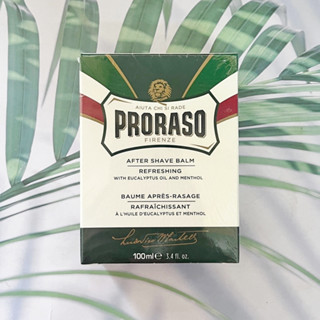 AIUTA CHI SI RADE
PRORASO
FIRENZE
AFTER SHAVE BALM
REFRESHING
WITH EUCALYPTUS OIL AND MENTHOL
BAUME APRÈS-RASAGE
RAFRAÎCHISSANT
À L'HUILE D'EUCALYPTUS ET MENTHOL
100ml e 3.4 fl. oz.